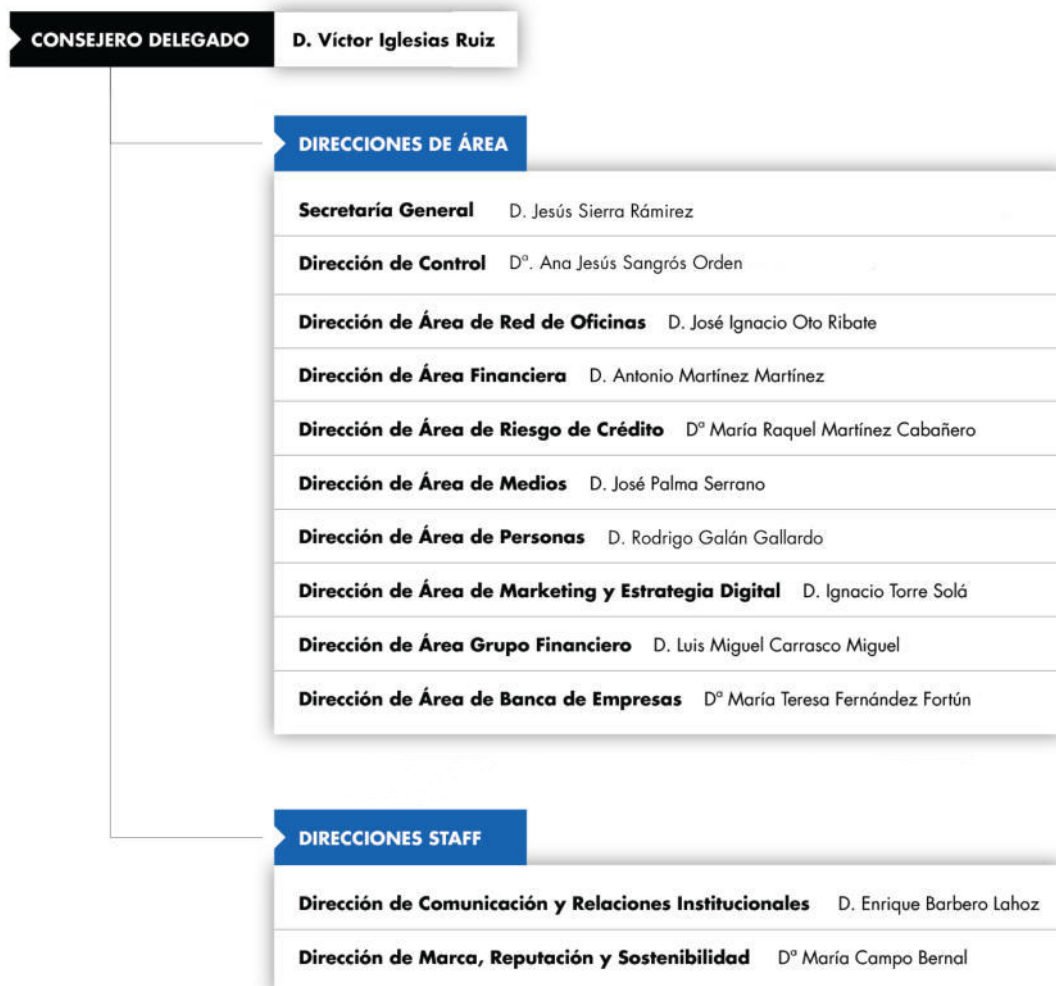 CONSEJERO DELEGADO D. Víctor Iglesias Ruiz
DIRECCIONES DE ÁREA
Secretaría General D. Jesús Sierra Rámirez
Dirección de Control Dª. Ana Jesús Sangrós Orden
Dirección de Área de Red de Oficinas D. José Ignacio Oto Ribate
Dirección de Área Financiera D. Antonio Martínez Martínez
Dirección de Área de Riesgo de Crédito Dª María Raquel Martínez Cabañero
Dirección de Área de Medios D. José Palma Serrano
Dirección de Área de Personas D. Rodrigo Galán Gallardo
Dirección de Área de Marketing y Estrategia Digital D. Ignacio Torre Solá
Dirección de Área Grupo Financiero D. Luis Miguel Carrasco Miguel
Dirección de Área de Banca de Empresas Dª María Teresa Fernández Fortún
DIRECCIONES STAFF
Dirección de Comunicación y Relaciones Institucionales D. Enrique Barbero Lahoz
Dirección de Marca, Reputación y Sostenibilidad Dª María Campo Bernal